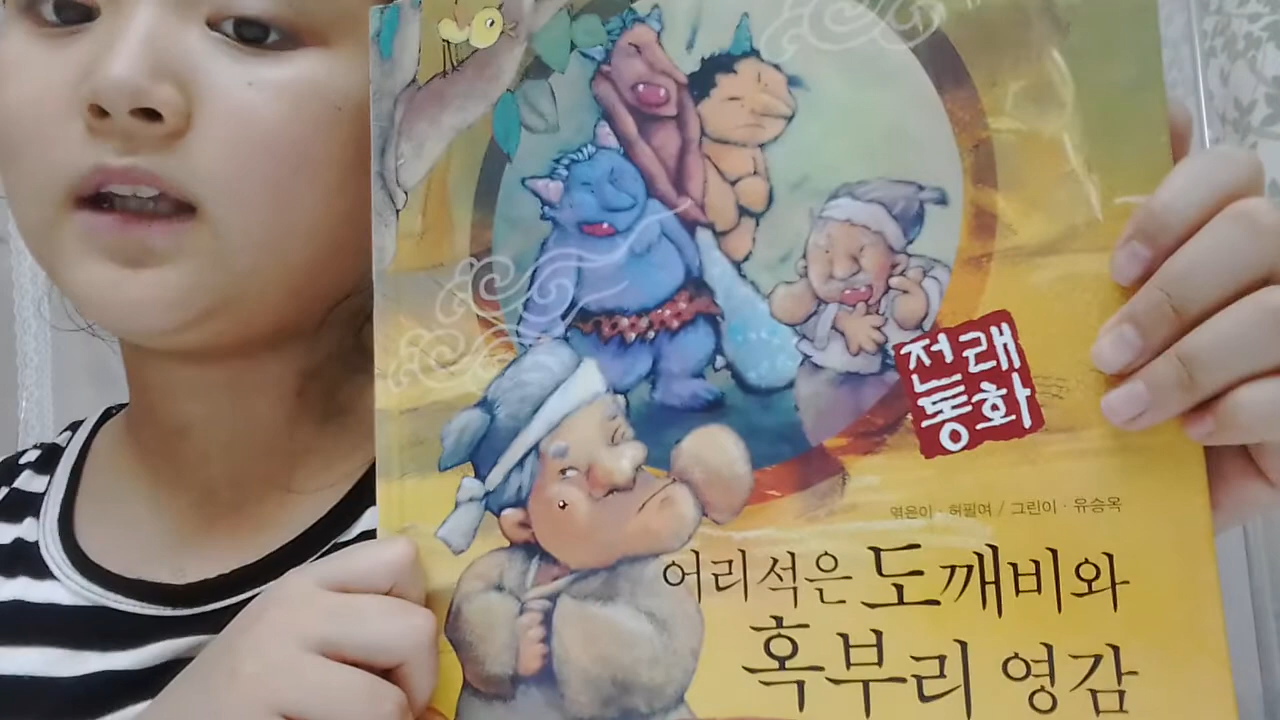 전래
동화
엮은이 · 허필여 / 그린이 · 유승옥
어리석은 도깨비와
혹부리 영감